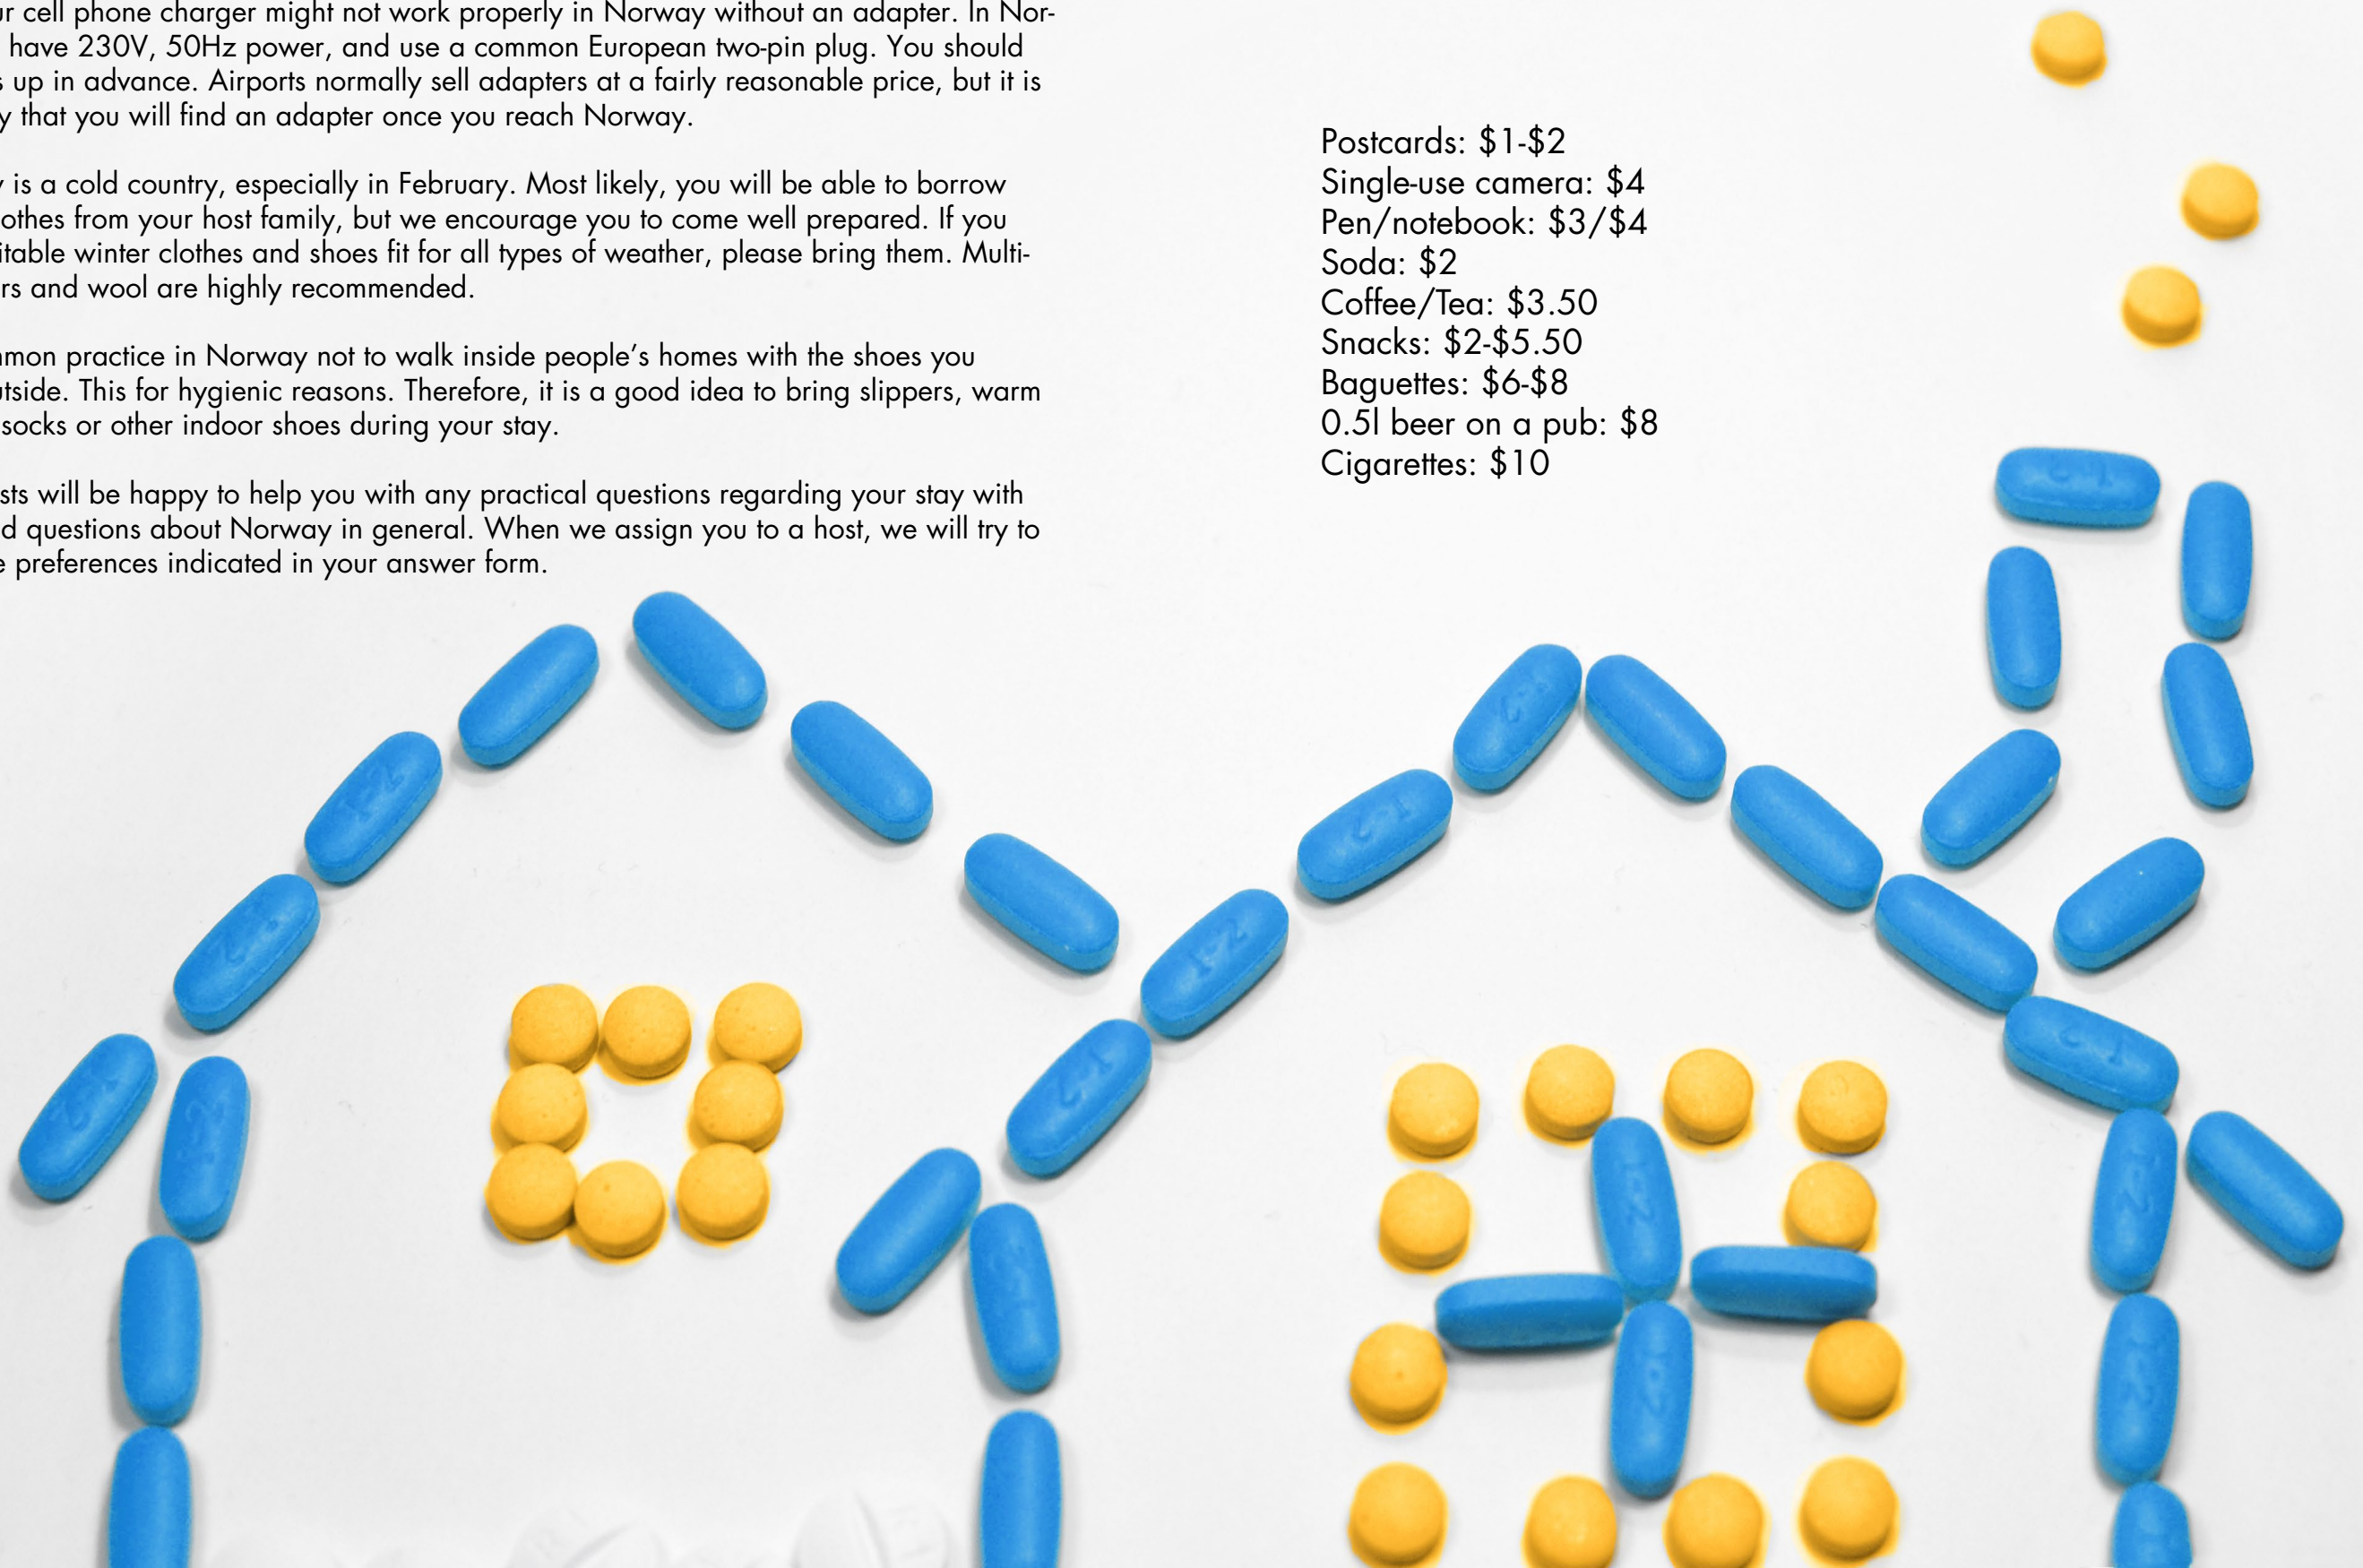 ur cell phone charger might not work properly in Norway without an adapter. In Nor-
have 230V, 50Hz power, and use a common European two-pin plug. You should
s up in advance. Airports normally sell adapters at a fairly reasonable price, but it is
y that you will find an adapter once you reach Norway.
y is a cold country, especially in February. Most likely, you will be able to borrow
lothes from your host family, but we encourage you to come well prepared. If you
itable winter clothes and shoes fit for all types of weather, please bring them. Multi-
rs and wool are highly recommended.
mmon practice in Norway not to walk inside people’s homes with the shoes you
utside. This for hygienic reasons. Therefore, it is a good idea to bring slippers, warm
socks or other indoor shoes during your stay.
sts will be happy to help you with any practical questions regarding your stay with
d questions about Norway in general. When we assign you to a host, we will try to
e preferences indicated in your answer form.
Postcards: $1-$2
Single-use camera: $4
Pen/notebook: $3/$4
Soda: $2
Coffee/Tea: $3.50
Snacks: $2-$5.50
Baguettes: $6-$8
0.5l beer on a pub: $8
Cigarettes: $10